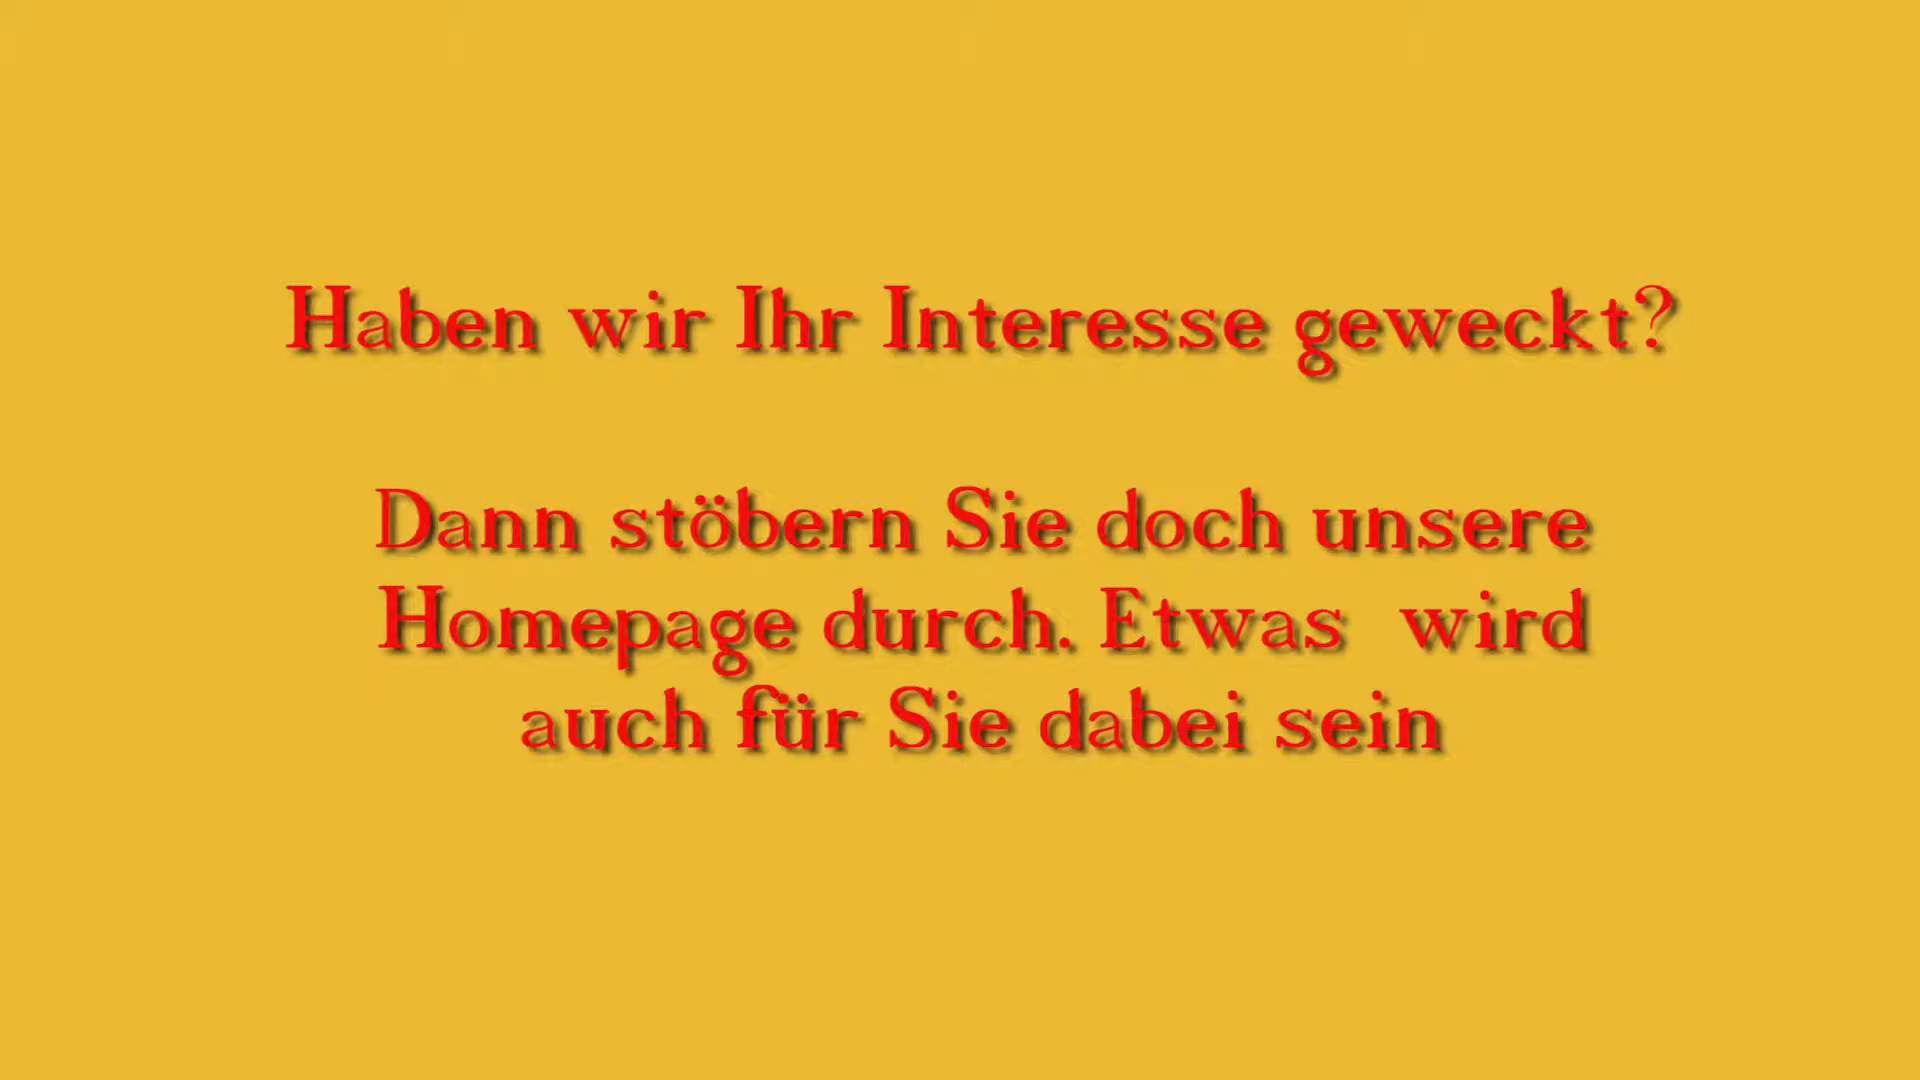 Haben wir Ihr Interesse geweckt?
Dann stöbern Sie doch unsere
Homepage durch. Etwas  wird
auch für Sie dabei sein